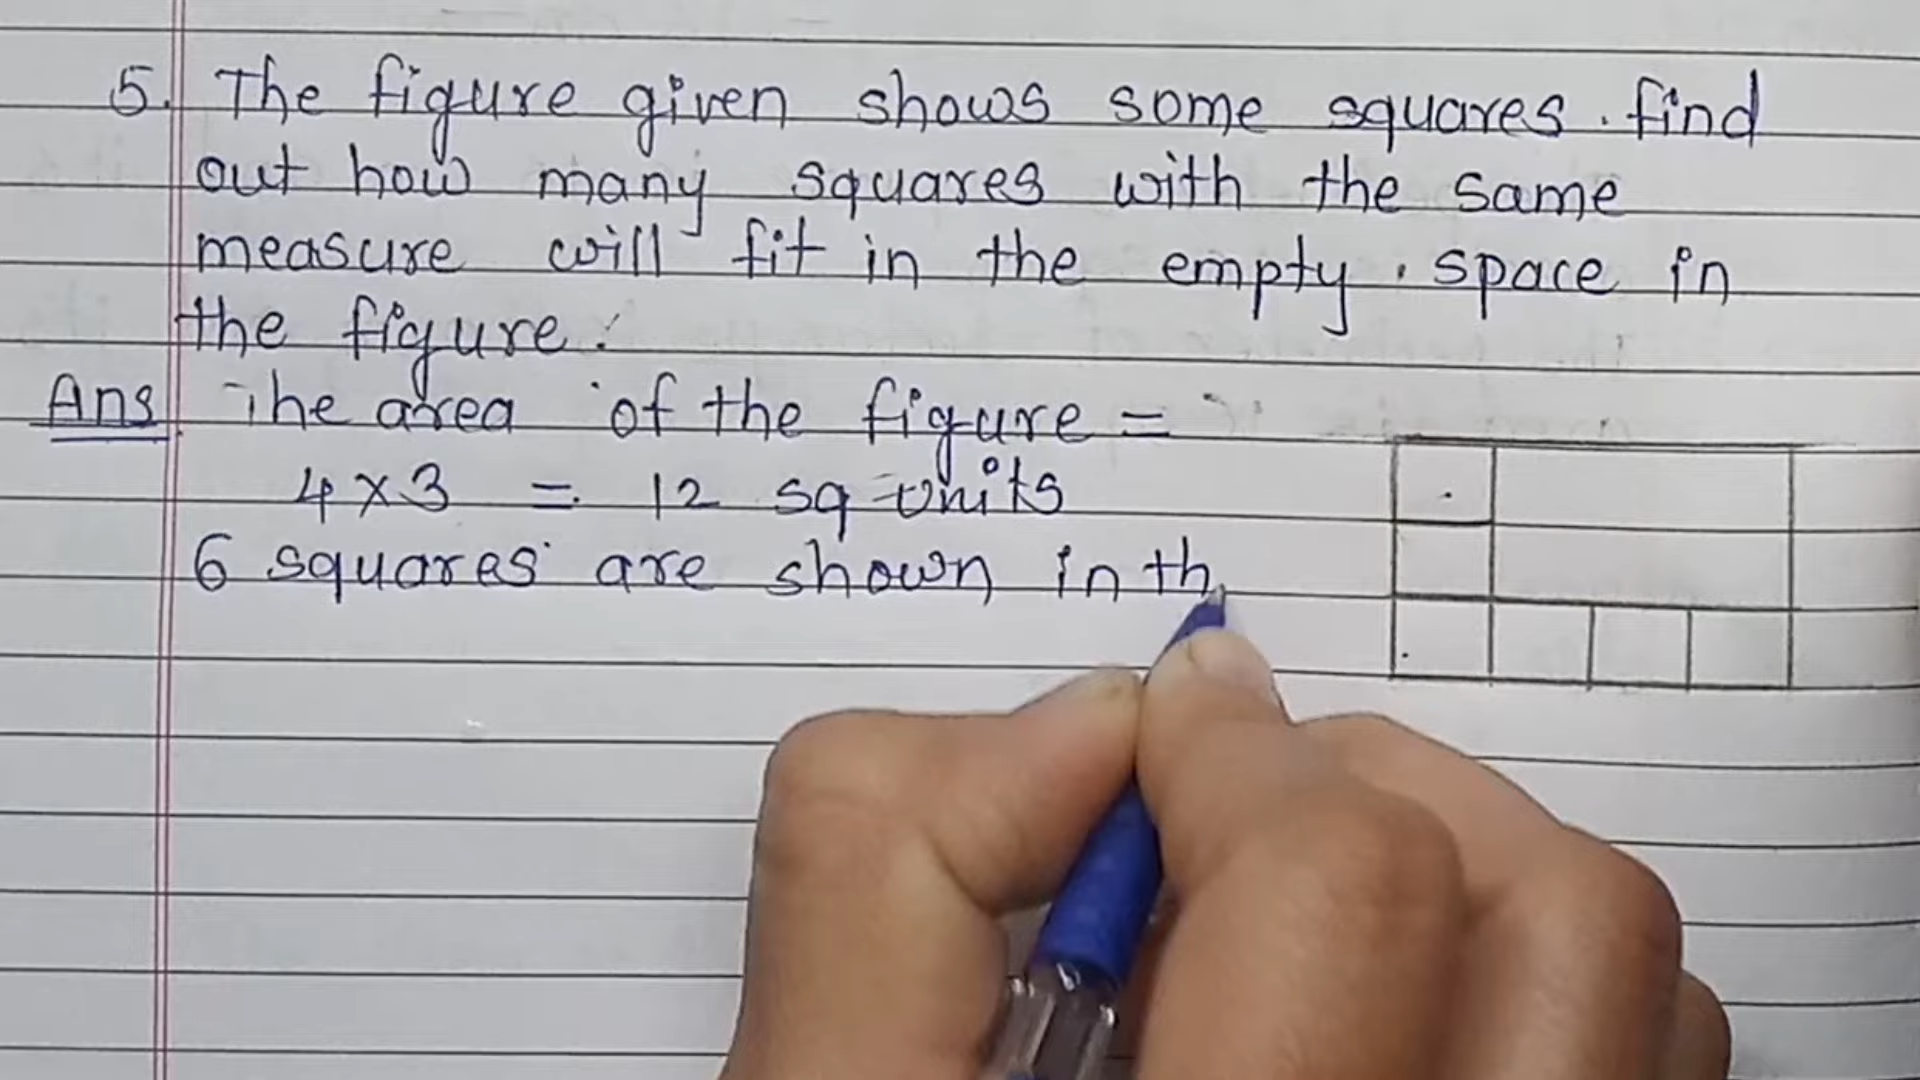 5. The figure given shows some squares. find
out how many squares with the same
measure will fit in the empty space in
the figure.
Ans The area of the figure =
4 x 3 = 12 sq units
6 squares are shown in th